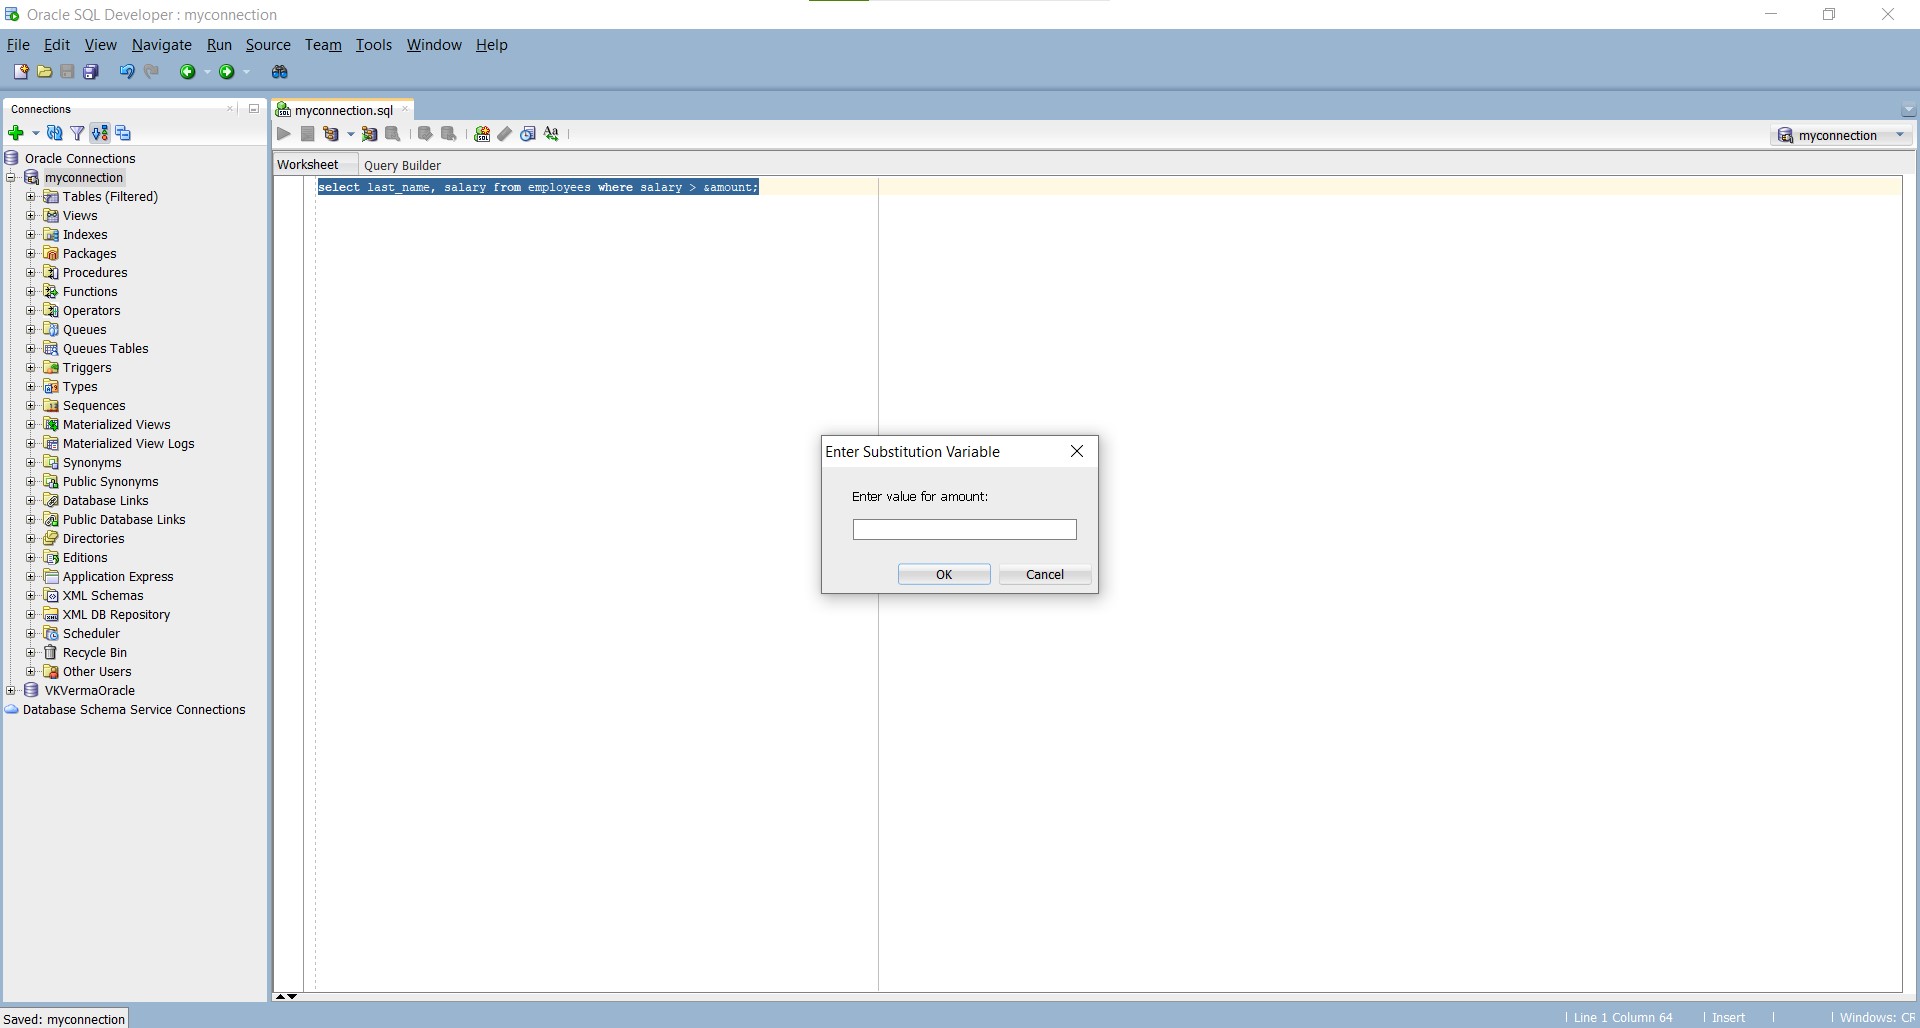 Oracle SQL Developer : myconnection
File Edit View Navigate Run Source Team Tools Window Help
Connections
myconnection.sql
myconnection
Worksheet
Query Builder
select last_name, salary from employees where salary > &amount;
Oracle Connections
myconnection
Tables (Filtered)
Views
Indexes
Packages
Procedures
Functions
Operators
Queues
Queues Tables
Triggers
Types
Sequences
Materialized Views
Materialized View Logs
Synonyms
Public Synonyms
Database Links
Public Database Links
Directories
Editions
Application Express
XML Schemas
XML DB Repository
Scheduler
Recycle Bin
Other Users
VKVermaOracle
Database Schema Service Connections
Enter Substitution Variable
Enter value for amount:
OK Cancel
Saved: myconnection
Line 1 Column 64
Insert
Windows: CR